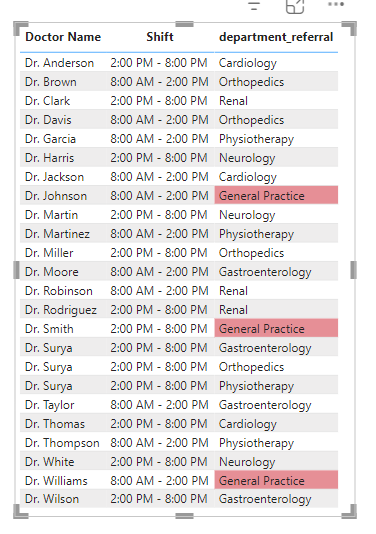 Doctor Name Shift department_referral
Dr. Anderson 2:00 PM - 8:00 PM Cardiology
Dr. Brown 8:00 AM - 2:00 PM Orthopedics
Dr. Clark 2:00 PM - 8:00 PM Renal
Dr. Davis 8:00 AM - 2:00 PM Orthopedics
Dr. Garcia 8:00 AM - 2:00 PM Physiotherapy
Dr. Harris 2:00 PM - 8:00 PM Neurology
Dr. Jackson 8:00 AM - 2:00 PM Cardiology
Dr. Johnson 8:00 AM - 2:00 PM General Practice
Dr. Martin 2:00 PM - 8:00 PM Neurology
Dr. Martinez 8:00 AM - 2:00 PM Physiotherapy
Dr. Miller 2:00 PM - 8:00 PM Orthopedics
Dr. Moore 8:00 AM - 2:00 PM Gastroenterology
Dr. Robinson 8:00 AM - 2:00 PM Renal
Dr. Rodriguez 2:00 PM - 8:00 PM Renal
Dr. Smith 2:00 PM - 8:00 PM General Practice
Dr. Surya 2:00 PM - 8:00 PM Gastroenterology
Dr. Surya 2:00 PM - 8:00 PM Orthopedics
Dr. Surya 2:00 PM - 8:00 PM Physiotherapy
Dr. Taylor 8:00 AM - 2:00 PM Gastroenterology
Dr. Thomas 2:00 PM - 8:00 PM Cardiology
Dr. Thompson 8:00 AM - 2:00 PM Physiotherapy
Dr. White 2:00 PM - 8:00 PM Neurology
Dr. Williams 8:00 AM - 2:00 PM General Practice
Dr. Wilson 2:00 PM - 8:00 PM Gastroenterology